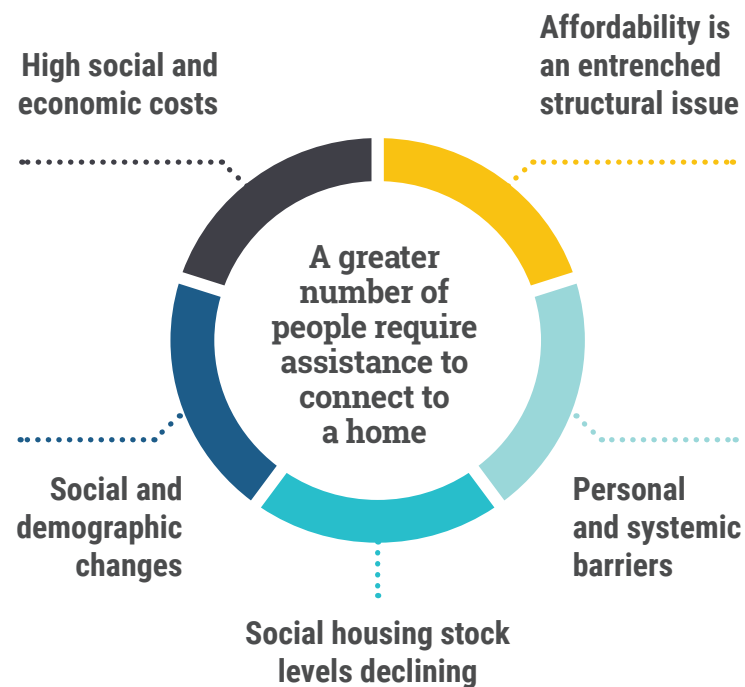 High social and
economic costs
Affordability is
an entrenched
structural issue
A greater
number of
people require
assistance to
connect to
a home
Social and
demographic
changes
Personal
and systemic
barriers
Social housing stock
levels declining